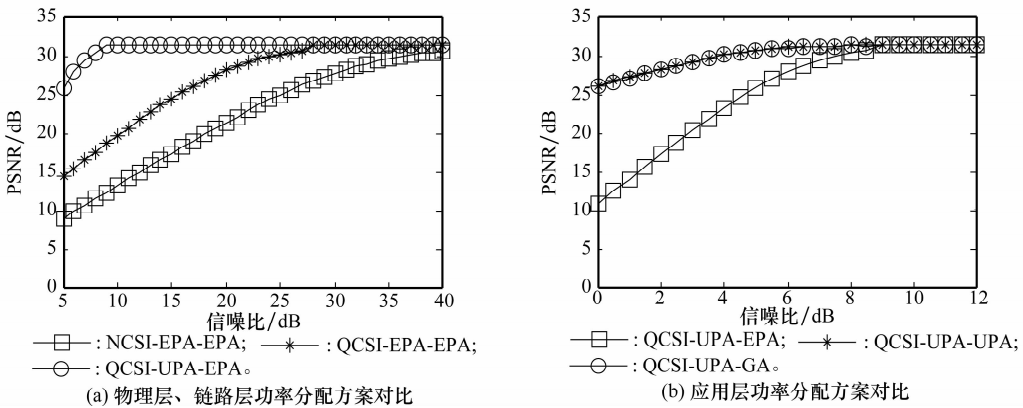 35
30
25
20
15
10
5
0
PSNR/dB
5 10 15 20 25 30 35 40
信噪比/dB
: NCSI-EPA-EPA; : QCSI-EPA-EPA;
: QCSI-UPA-EPA。
(a) 物理层、链路层功率分配方案对比
35
30
25
20
15
10
5
0
PSNR/dB
0 2 4 6 8 10 12
信噪比/dB
: QCSI-UPA-EPA; : QCSI-UPA-UPA;
: QCSI-UPA-GA。
(b) 应用层功率分配方案对比